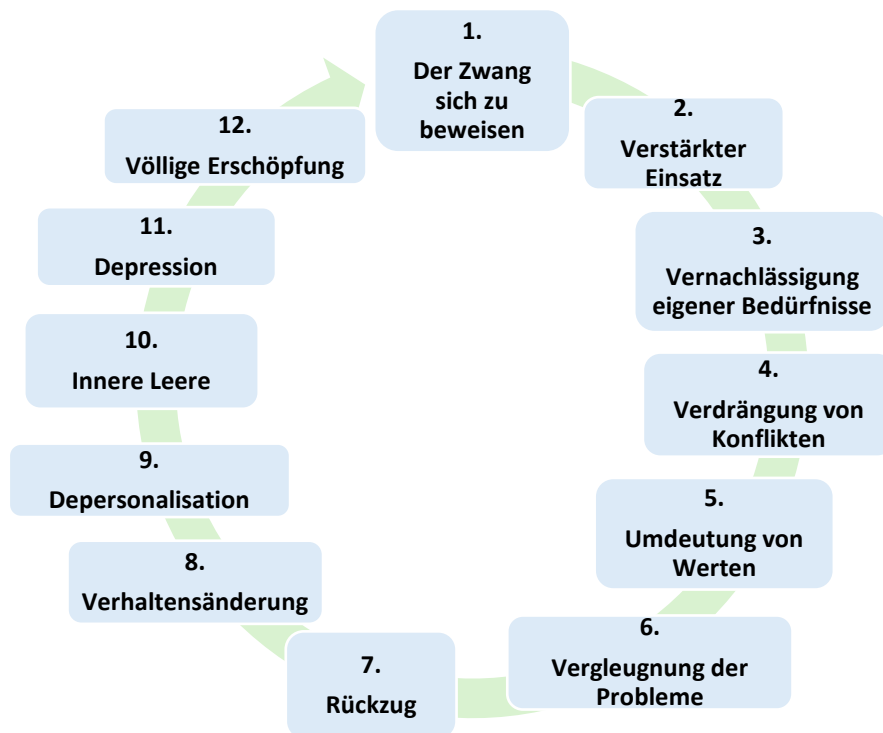 1.
Der Zwang
sich zu
beweisen
2.
Verstärkter
Einsatz
3.
Vernachlässigung
eigener Bedürfnisse
4.
Verdrängung von
Konflikten
5.
Umdeutung von
Werten
6.
Vergleugnung der
Probleme
7.
Rückzug
8.
Verhaltensänderung
9.
Depersonalisation
10.
Innere Leere
11.
Depression
12.
Völlige Erschöpfung